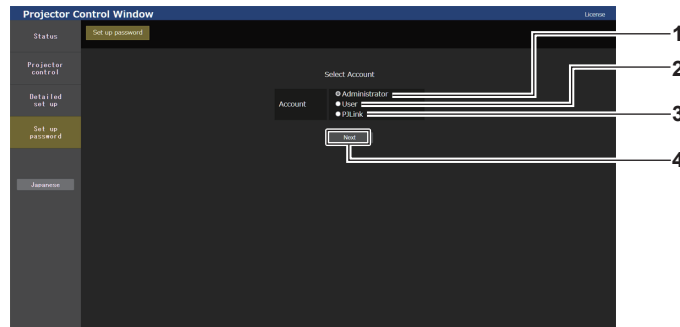 Projector Control Window
License
Status
Set up password
Projector
control
Detailed
set up
Set up
password
Japanese
Select Account
Account
Administrator
User
PJLink
Next
1
2
3
4